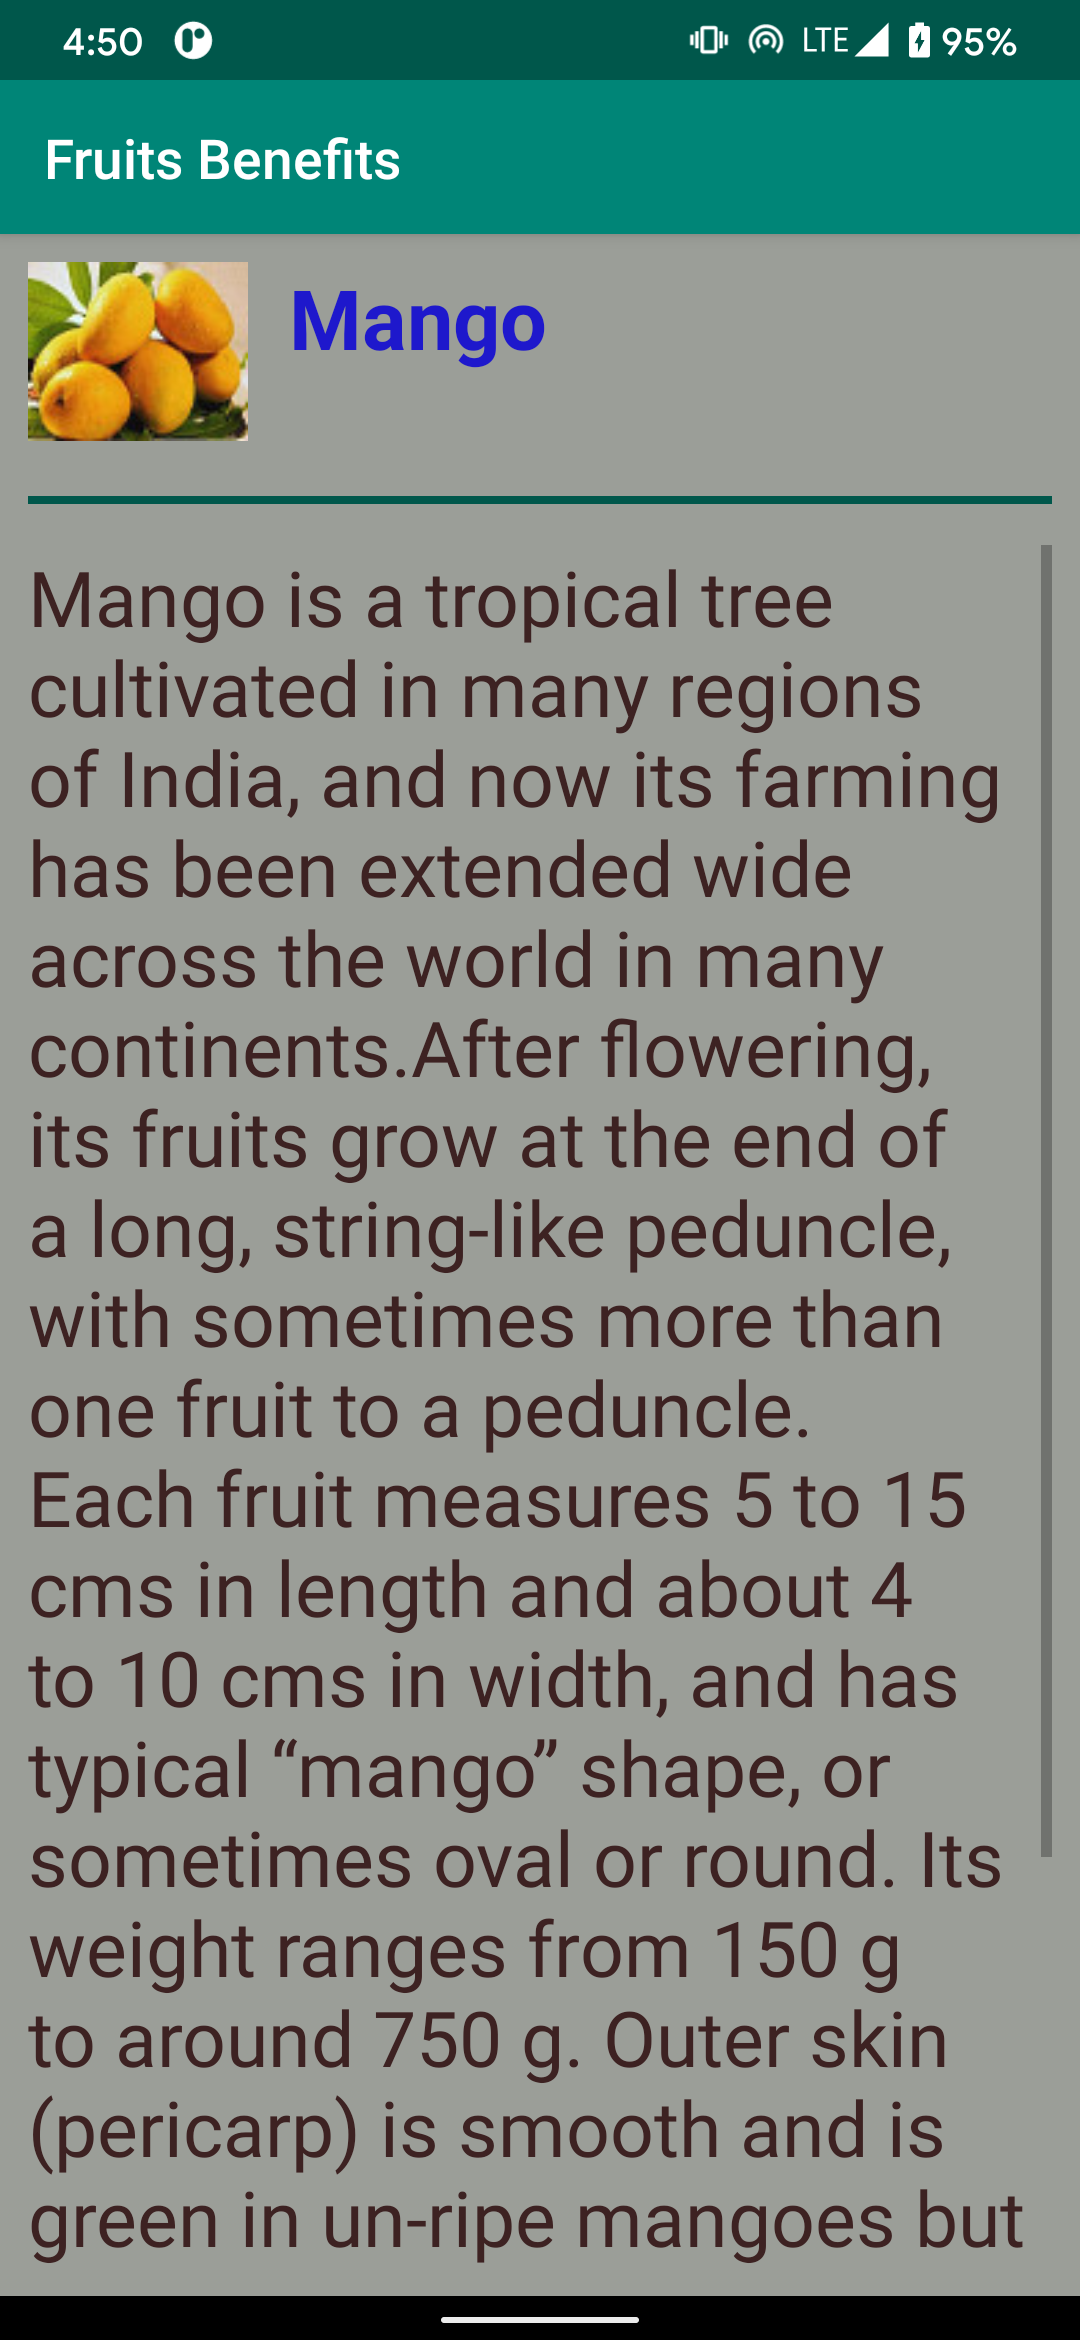 4:50
LTE
95%
Fruits Benefits
Mango
Mango is a tropical tree
cultivated in many regions
of India, and now its farming
has been extended wide
across the world in many
continents.After flowering,
its fruits grow at the end of
a long, string-like peduncle,
with sometimes more than
one fruit to a peduncle.
Each fruit measures 5 to 15
cms in length and about 4
to 10 cms in width, and has
typical “mango” shape, or
sometimes oval or round. Its
weight ranges from 150 g
to around 750 g. Outer skin
(pericarp) is smooth and is
green in un-ripe mangoes but